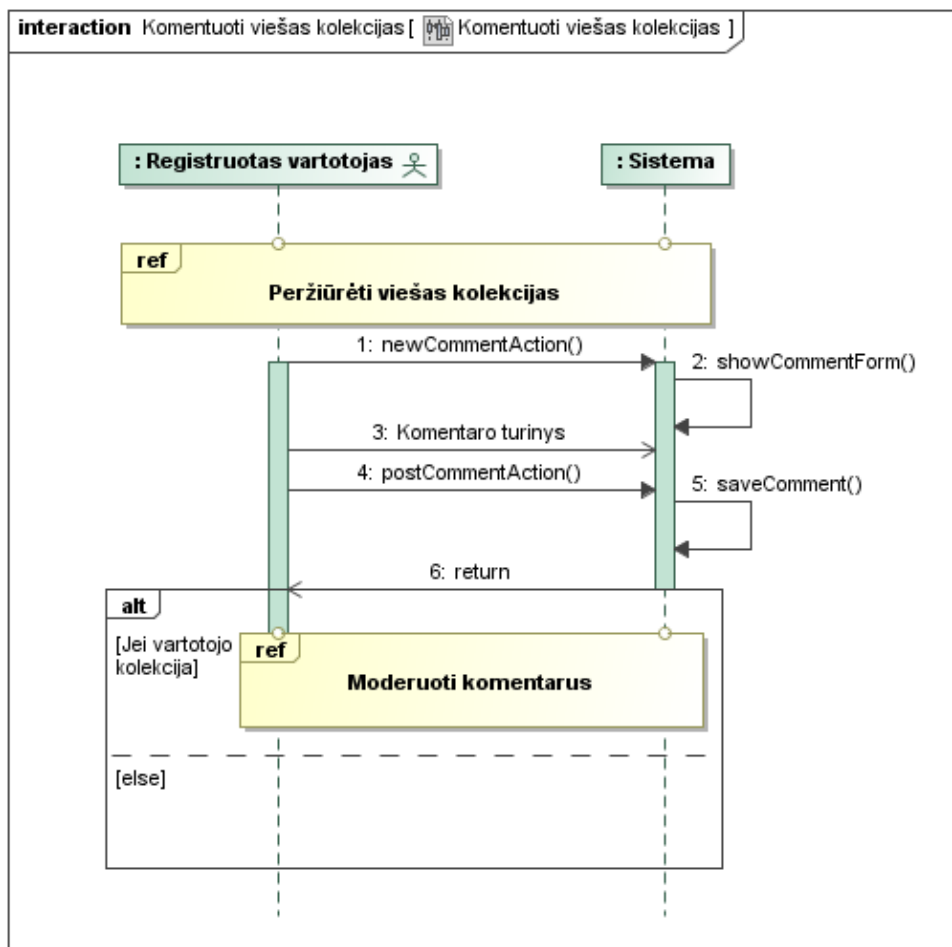 interaction Komentuoti viešas kolekcijas [ Komentuoti viešas kolekcijas ]
: Registruotas vartotojas
: Sistema
ref
Peržiūrėti viešas kolekcijas
1: newCommentAction()
2: showCommentForm()
3: Komentaro turinys
4: postCommentAction()
5: saveComment()
6: return
alt
[Jei vartotojo
kolekcija]
ref
Moderuoti komentarus
[else]